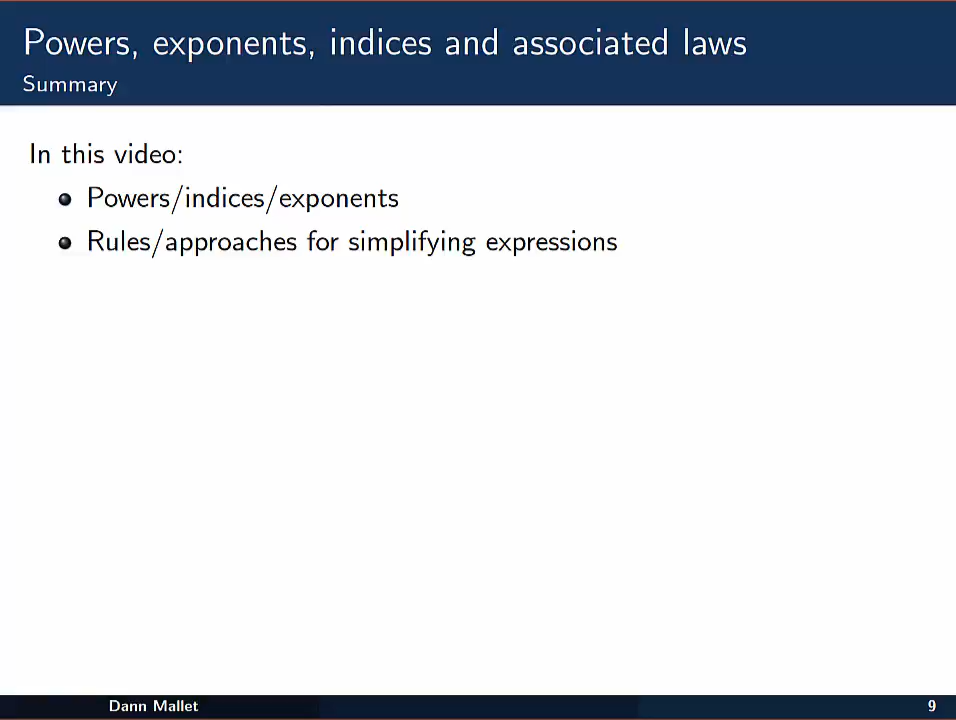 Powers, exponents, indices and associated laws
Summary
In this video:
Powers/indices/exponents
Rules/approaches for simplifying expressions
Dann Mallet
9